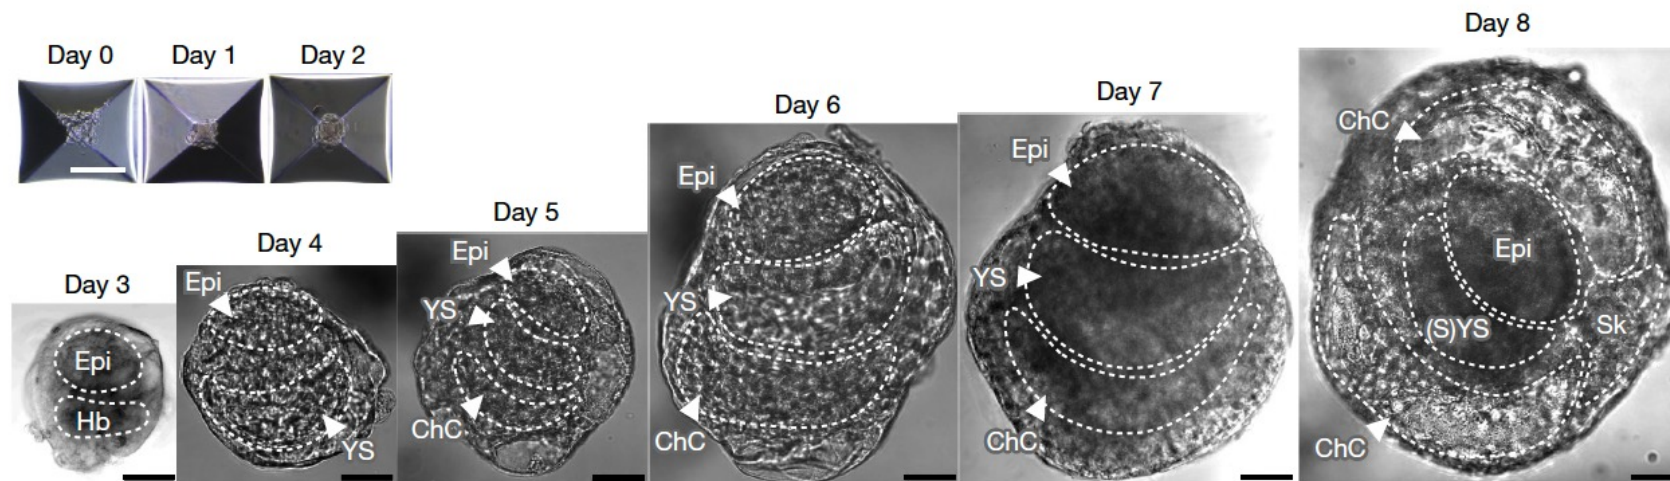 Day 0
Day 1
Day 2
Day 3
Epi
Hb
Day 4
Epi
YS
Day 5
Epi
YS
ChC
Day 6
Epi
YS
ChC
Day 7
Epi
YS
ChC
Day 8
ChC
Epi
(S)YS
Sk
ChC